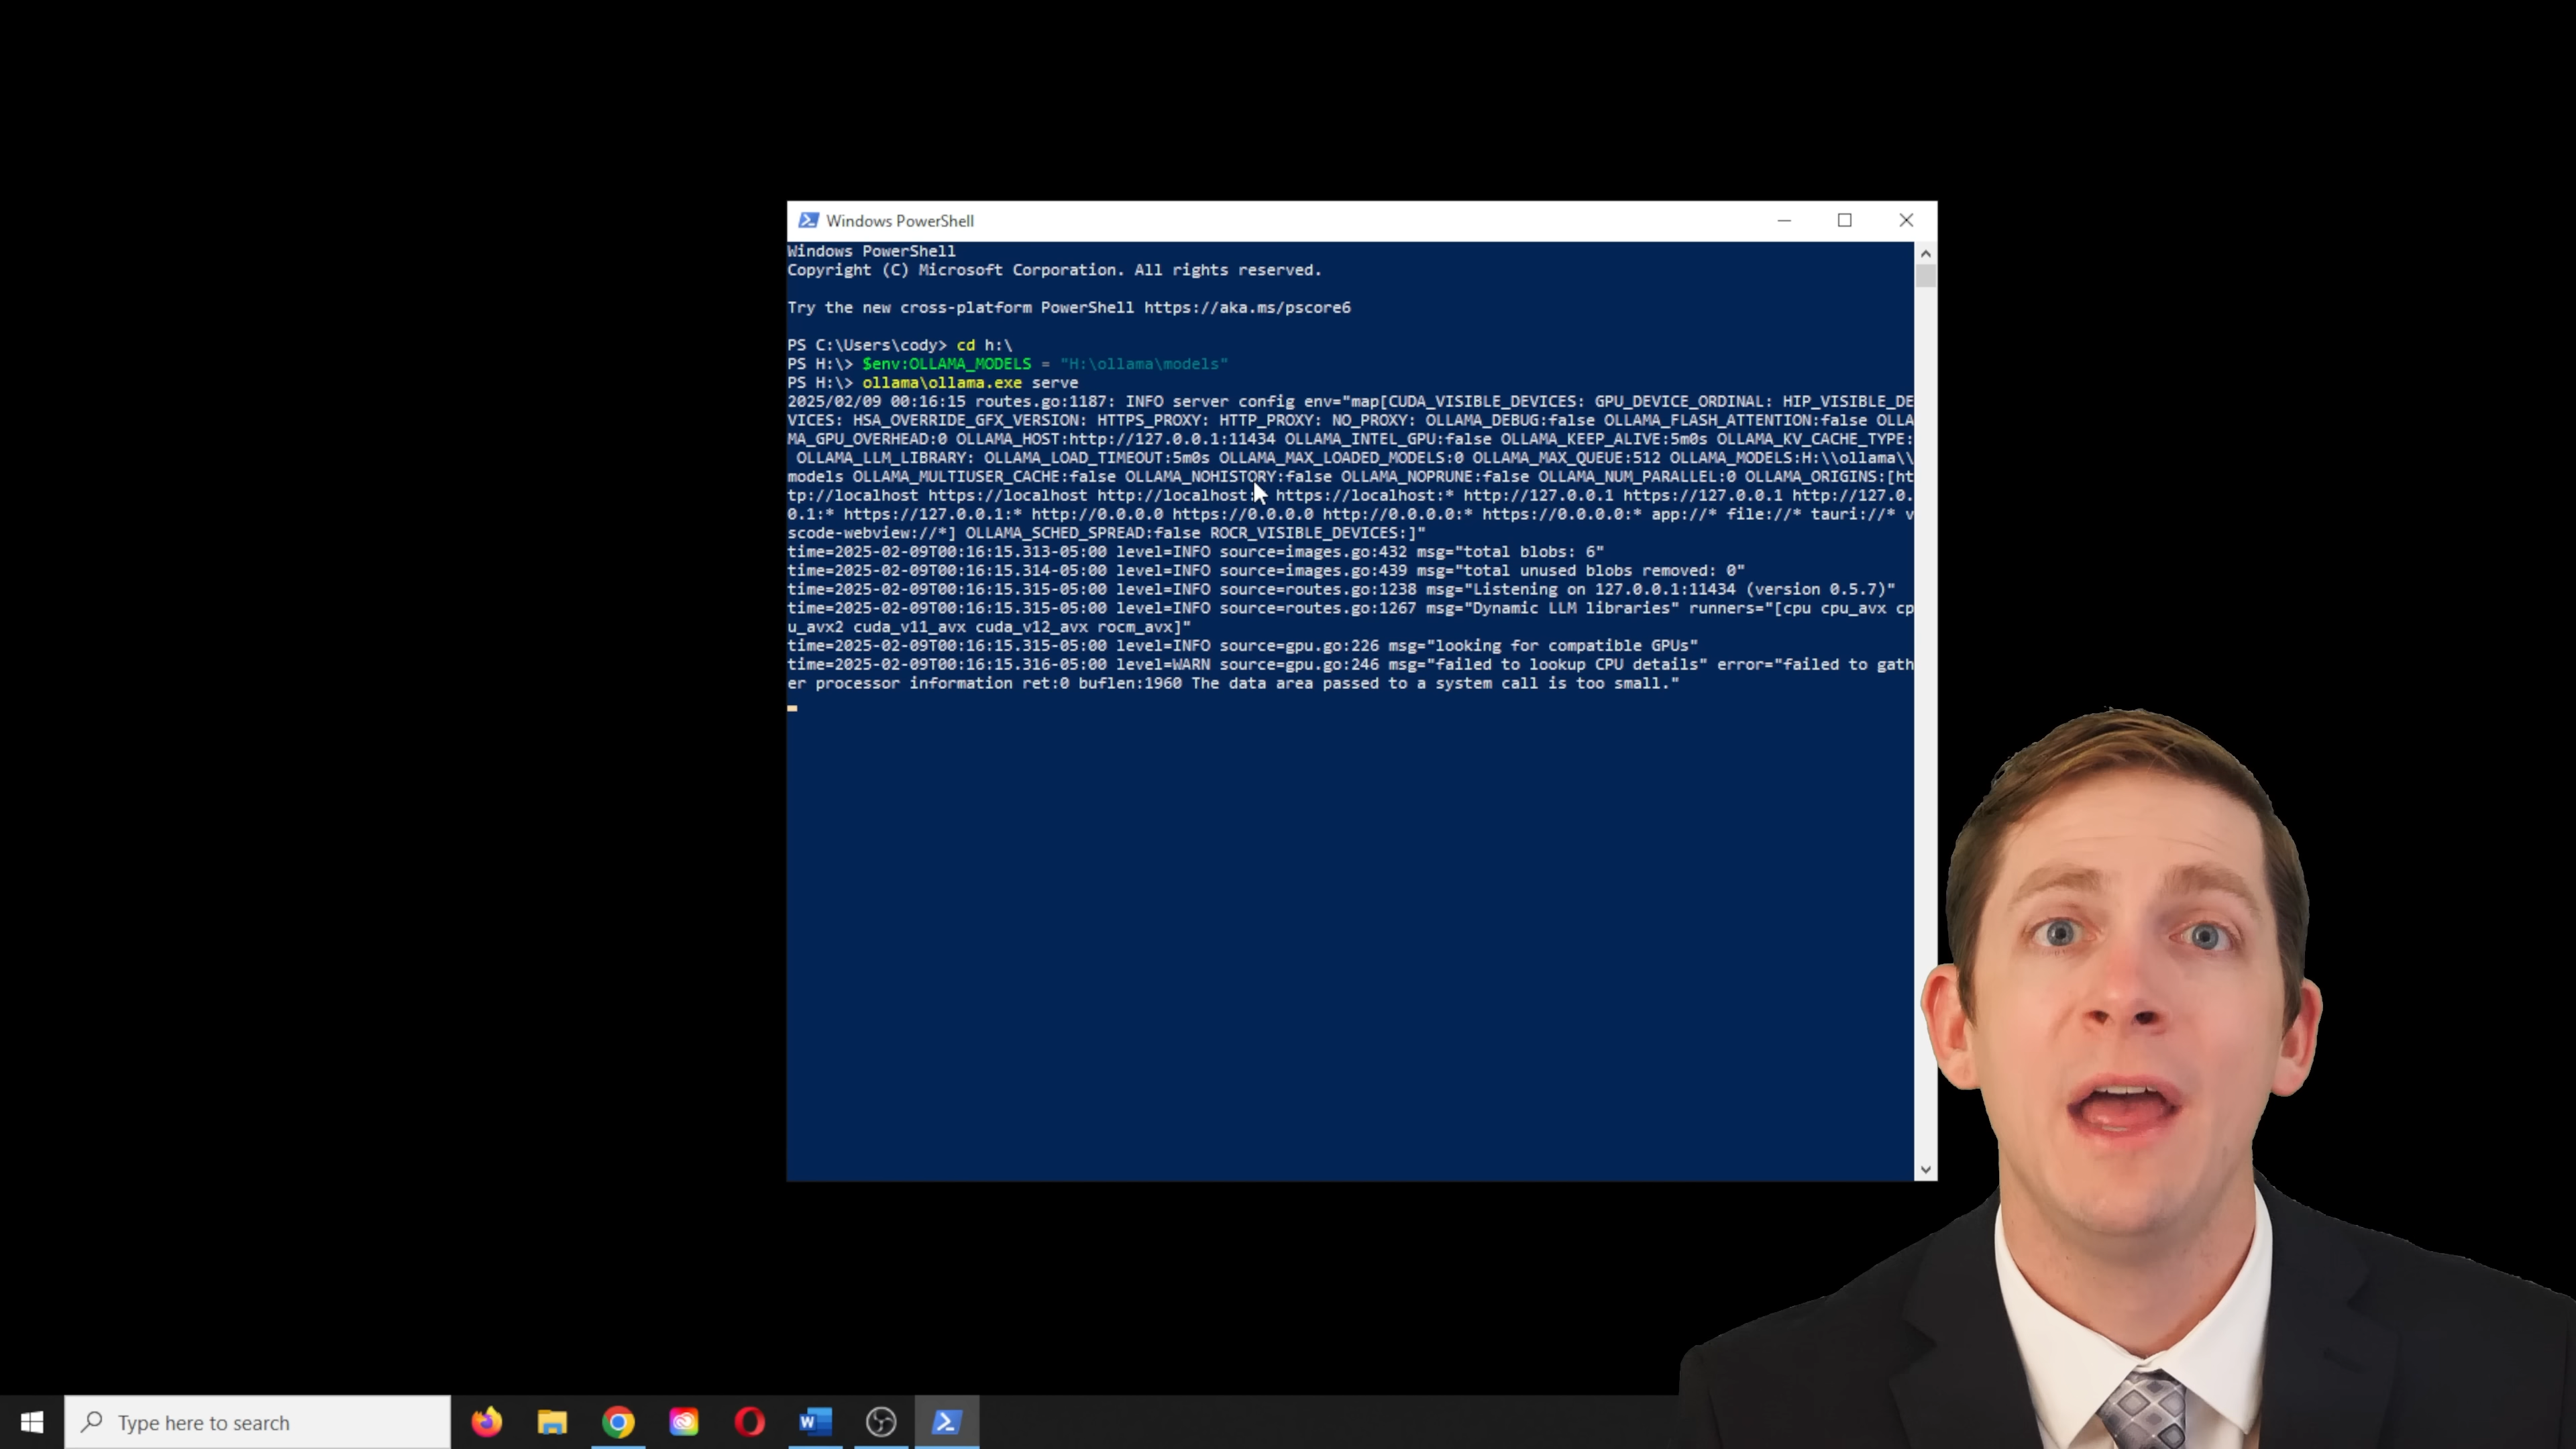 Windows PowerShell
Windows PowerShell
Copyright (C) Microsoft Corporation. All rights reserved.
Try the new cross-platform PowerShell https://aka.ms/pscore6
PS C:\Users\cody> cd h:\
PS H:\> $env:OLLAMA_MODELS = "H:\ollama\models"
PS H:\> ollama\ollama.exe serve
2025/02/09 00:16:15 routes.go:1187: INFO server config env="map[CUDA_VISIBLE_DEVICES: GPU_DEVICE_ORDINAL: HIP_VISIBLE_DE
VICES: HSA_OVERRIDE_GFX_VERSION: HTTPS_PROXY: HTTP_PROXY: NO_PROXY: OLLAMA_DEBUG:false OLLAMA_FLASH_ATTENTION:false OLLA
MA_GPU_OVERHEAD:0 OLLAMA_HOST:http://127.0.0.1:11434 OLLAMA_INTEL_GPU:false OLLAMA_KEEP_ALIVE:5m0s OLLAMA_KV_CACHE_TYPE:
OLLAMA_LLM_LIBRARY: OLLAMA_LOAD_TIMEOUT:5m0s OLLAMA_MAX_LOADED_MODELS:0 OLLAMA_MAX_QUEUE:512 OLLAMA_MODELS:H:\\ollama\\
models OLLAMA_MULTIUSER_CACHE:false OLLAMA_NOHISTORY:false OLLAMA_NOPRUNE:false OLLAMA_NUM_PARALLEL:0 OLLAMA_ORIGINS:[ht
tp://localhost https://localhost http://localhost: https://localhost:* http://127.0.0.1 https://127.0.0.1 http://127.0.
0.1:* https://127.0.0.1:* http://0.0.0.0 https://0.0.0.0 http://0.0.0.0:* https://0.0.0.0:* app://* file://* tauri://* v
scode-webview://*] OLLAMA_SCHED_SPREAD:false ROCR_VISIBLE_DEVICES:]"
time=2025-02-09T00:16:15.313-05:00 level=INFO source=images.go:432 msg="total blobs: 6"
time=2025-02-09T00:16:15.314-05:00 level=INFO source=images.go:439 msg="total unused blobs removed: 0"
time=2025-02-09T00:16:15.315-05:00 level=INFO source=routes.go:1238 msg="Listening on 127.0.0.1:11434 (version 0.5.7)"
time=2025-02-09T00:16:15.315-05:00 level=INFO source=routes.go:1267 msg="Dynamic LLM libraries" runners="[cpu cpu_avx cp
u_avx2 cuda_v11_avx cuda_v12_avx rocm_avx]"
time=2025-02-09T00:16:15.315-05:00 level=INFO source=gpu.go:226 msg="looking for compatible GPUs"
time=2025-02-09T00:16:15.316-05:00 level=WARN source=gpu.go:246 msg="failed to lookup CPU details" error="failed to gath
er processor information ret:0 buflen:1960 The data area passed to a system call is too small."
Type here to search